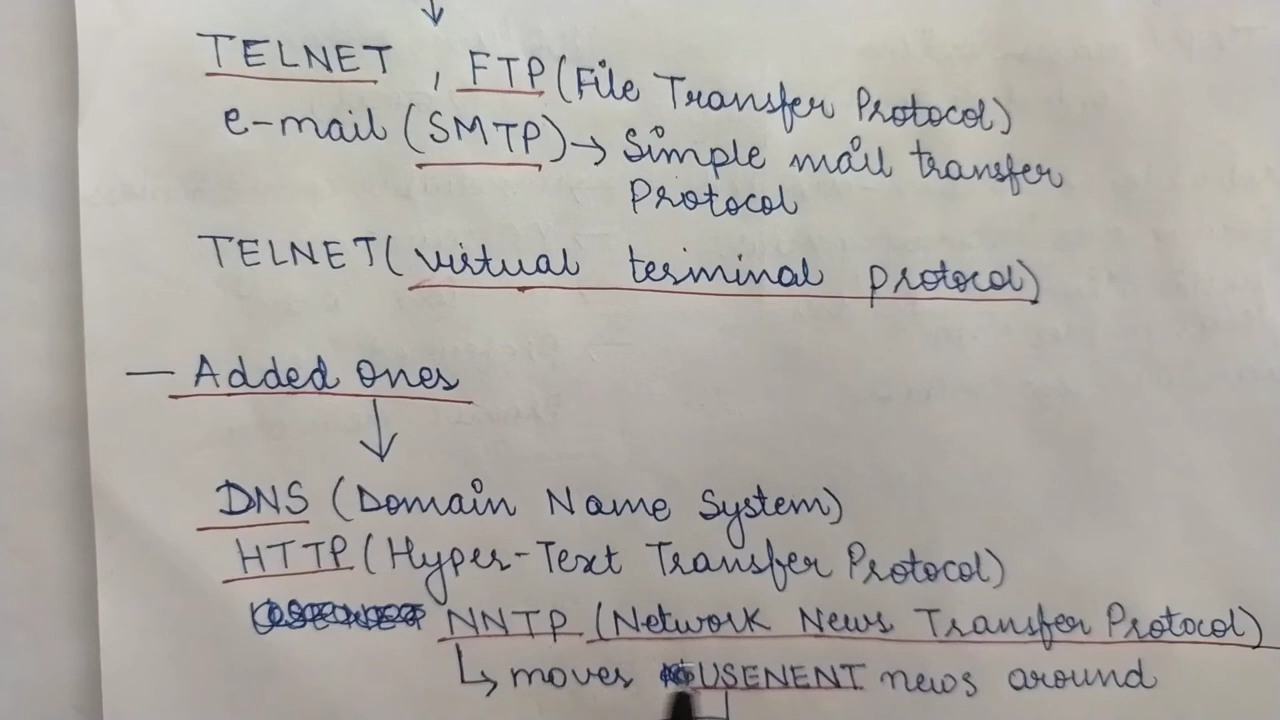 ↓
TELNET, FTP (File Transfer Protocol)
e-mail (SMTP) → Simple mail transfer
Protocol
TELNET (virtual terminal protocol)
— Added Ones
↓
DNS (Domain Name System)
HTTP (Hyper-Text Transfer Protocol)
NNTP (Network News Transfer Protocol)
↳ moves USENENT news around